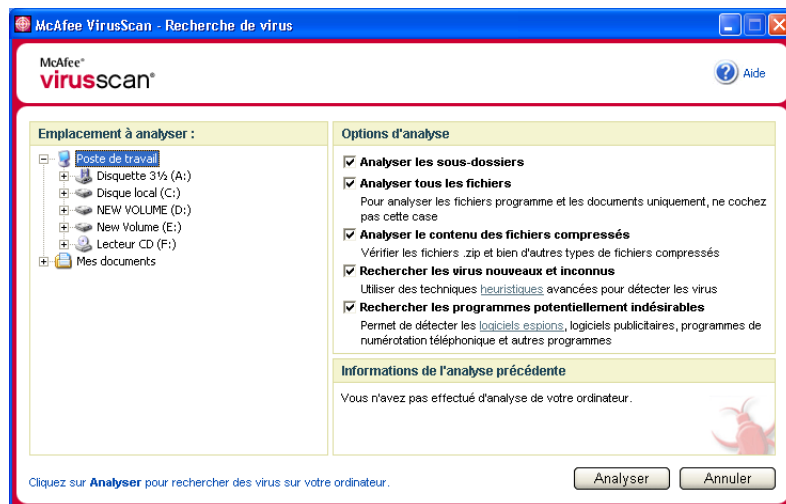 McAfee VirusScan - Recherche de virus
McAfee®
virusscan®
Aide
Emplacement à analyser :
Poste de travail
Disquette 3½ (A:)
Disque local (C:)
NEW VOLUME (D:)
New Volume (E:)
Lecteur CD (F:)
Mes documents
Options d'analyse
Analyser les sous-dossiers
Analyser tous les fichiers
Pour analyser les fichiers programme et les documents uniquement, ne cochez
pas cette case
Analyser le contenu des fichiers compressés
Vérifier les fichiers .zip et bien d'autres types de fichiers compressés
Rechercher les virus nouveaux et inconnus
Utiliser des techniques heuristiques avancées pour détecter les virus
Rechercher les programmes potentiellement indésirables
Permet de détecter les logiciels espions, logiciels publicitaires, programmes de
numérotation téléphonique et autres programmes
Informations de l'analyse précédente
Vous n'avez pas effectué d'analyse de votre ordinateur.
Cliquez sur Analyser pour rechercher des virus sur votre ordinateur.
Analyser
Annuler